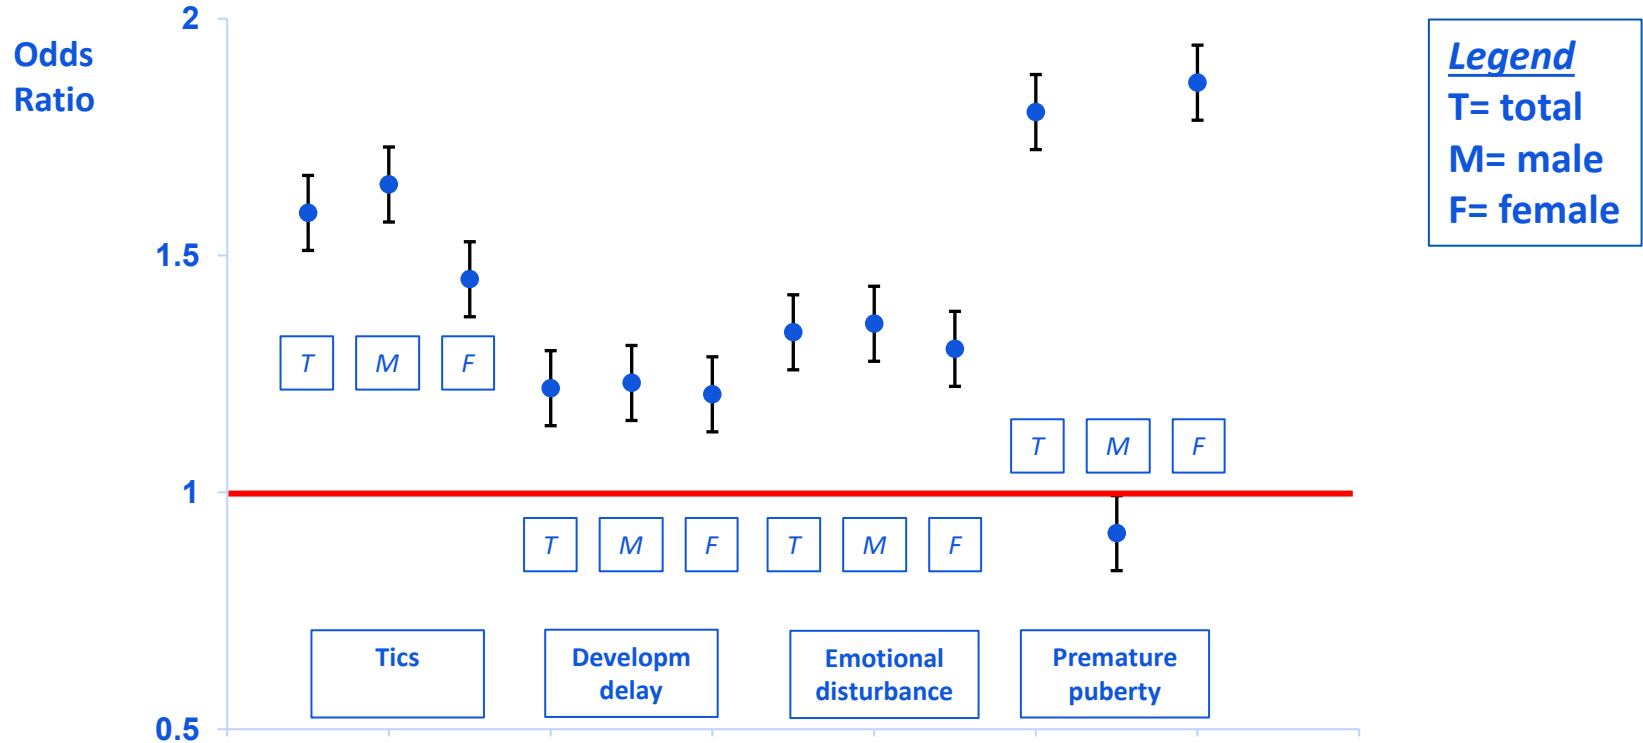 Odds
Ratio
2
1.5
1
0.5
Legend
T= total
M= male
F= female
T M F
T M F
T M F
T M F
Tics
Developm
delay
Emotional
disturbance
Premature
puberty